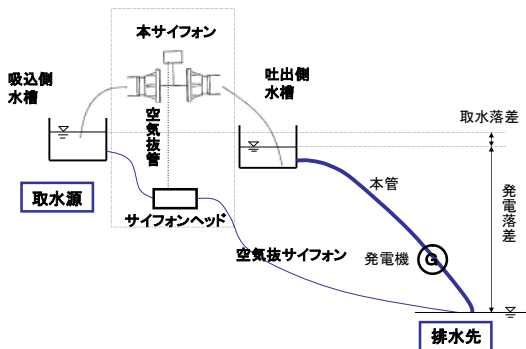 本サイフォン
吸込側
水槽
吐出側
水槽
取水落差
空気抜管
本管
取水源
サイフォンヘッド
発電落差
空気抜サイフォン
発電機
G
排水先